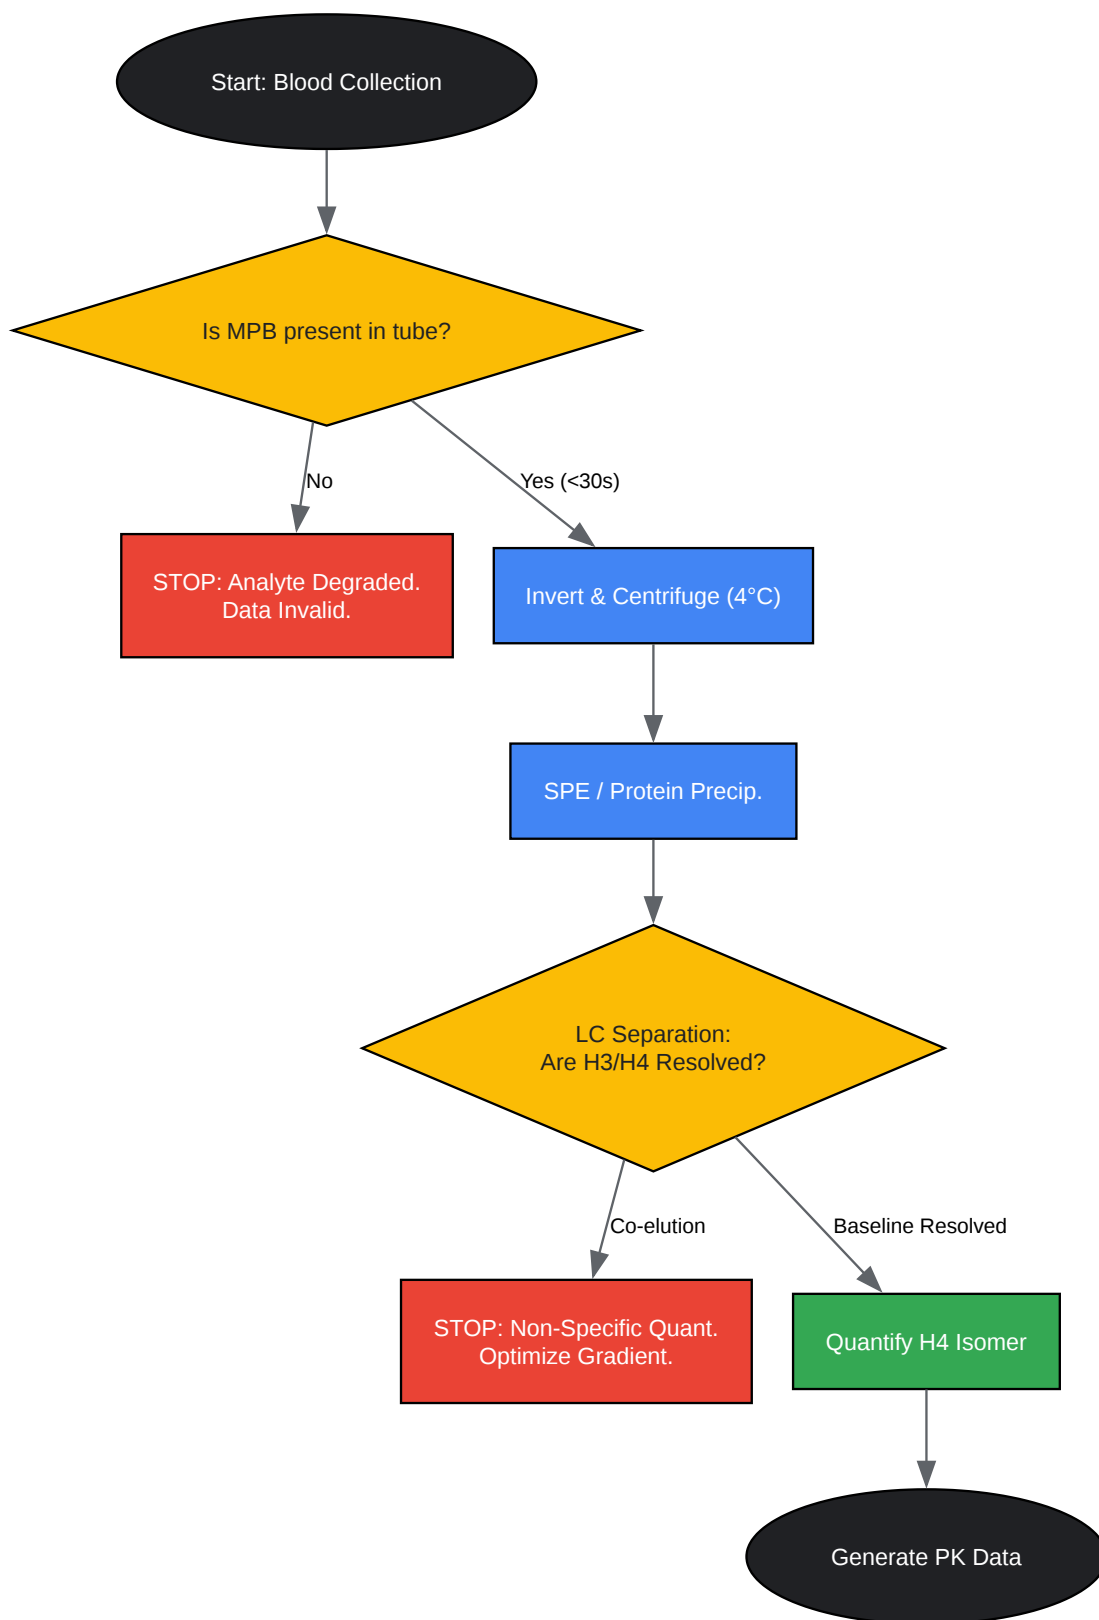 Start: Blood Collection
Is MPB present in tube?
No
Yes (<30s)
STOP: Analyte Degraded.
Data Invalid.
Invert & Centrifuge (4°C)
SPE / Protein Precip.
LC Separation:
Are H3/H4 Resolved?
Co-elution
Baseline Resolved
STOP: Non-Specific Quant.
Optimize Gradient.
Quantify H4 Isomer
Generate PK Data